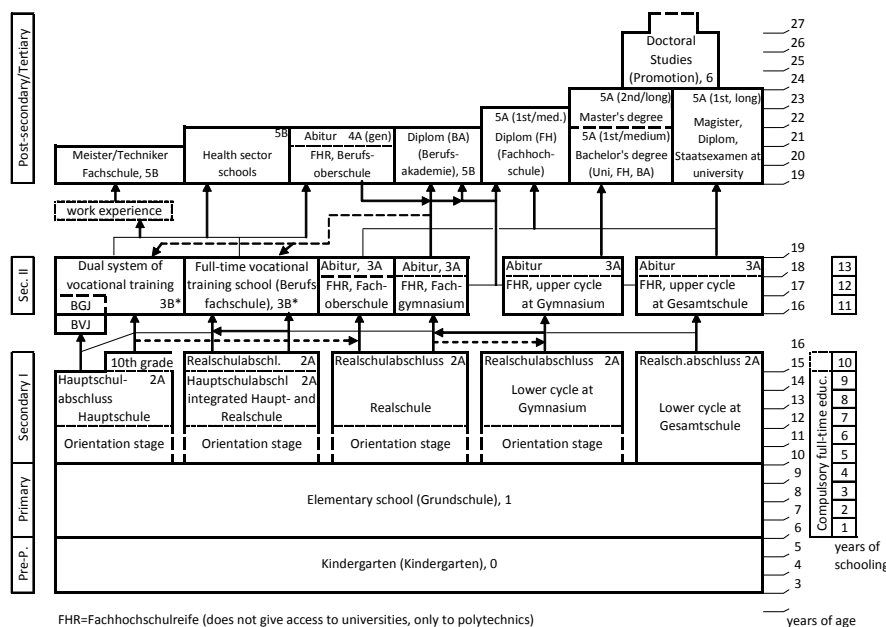 Post-secondary/Tertiary
27
26
25
24
23
22
21
20
19
Doctoral
Studies
(Promotion), 6
5A (2nd/long)
Master's degree
5A (1st/medium)
Bachelor's degree
(Uni, FH, BA)
5A (1st, long)
Magister,
Diplom,
Staatsexamen at
university
5A (1st/med.)
Diplom (FH)
(Fachhoch-
schule)
Diplom (BA)
(Berufs-
akademie), 5B
Abitur 4A (gen)
FHR, Berufs-
oberschule
5B
Health sector
schools
Meister/Techniker
Fachschule, 5B
work experience
Sec. II
Dual system of
vocational training
3B*
BGJ
BVJ
Full-time vocational
training school (Berufs
fachschule), 3B*
Abitur, 3A
FHR, Fach-
oberschule
Abitur, 3A
FHR, Fach-
gymnasium
Abitur 3A
FHR, upper cycle
at Gymnasium
Abitur 3A
FHR, upper cycle
at Gesamtschule
19
18
17
16
13
12
11
Secondary I
10th grade
Hauptschul- 2A
abschluss
Hauptschule
Orientation stage
Realschulabschl. 2A
Hauptschulabschl 2A
integrated Haupt- and
Realschule
Orientation stage
Realschulabschluss 2A
Realschule
Orientation stage
Realschulabschluss 2A
Lower cycle at
Gymnasium
Orientation stage
Realsch.abschluss 2A
Lower cycle at
Gesamtschule
16
15
14
13
12
11
10
Compulsory full-time educ.
10
9
8
7
6
5
4
3
2
1
Primary
Elementary school (Grundschule), 1
9
8
7
6
Pre-P.
Kindergarten (Kindergarten), 0
5
4
3
years of
schooling
FHR=Fachhochschulreife (does not give access to universities, only to polytechnics)
years of age